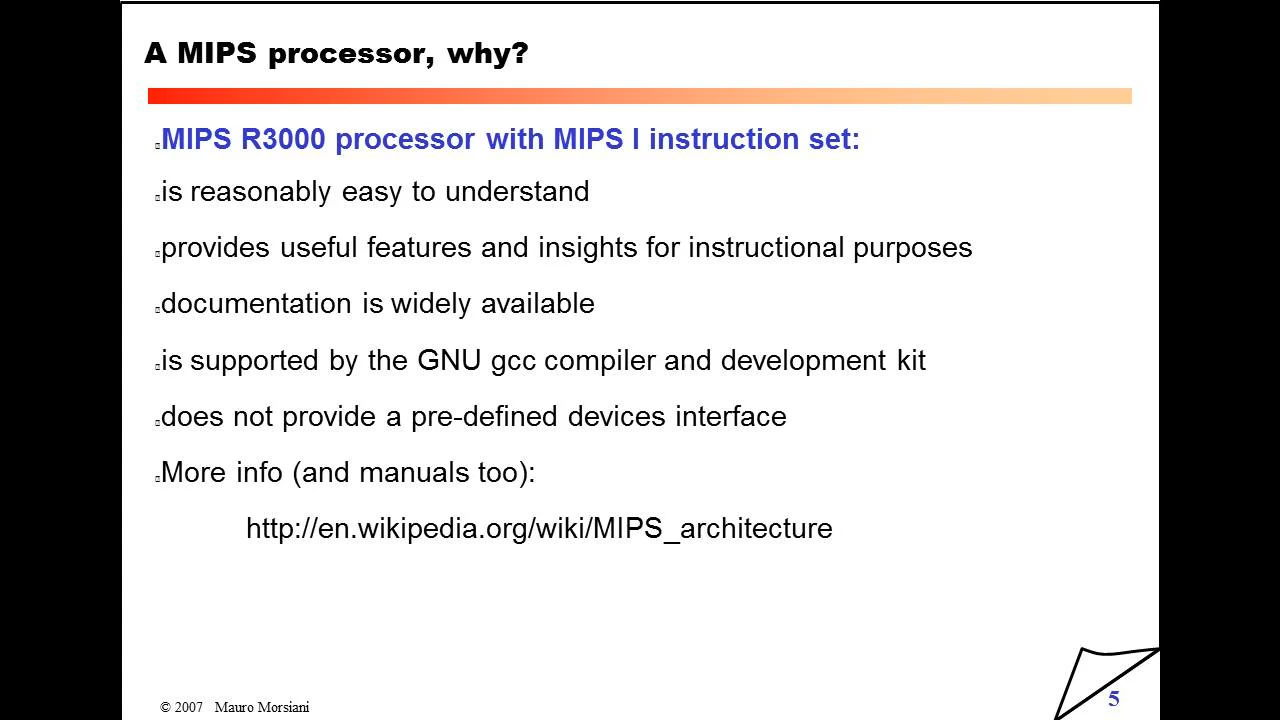 A MIPS processor, why?
MIPS R3000 processor with MIPS I instruction set:
is reasonably easy to understand
provides useful features and insights for instructional purposes
documentation is widely available
is supported by the GNU gcc compiler and development kit
does not provide a pre-defined devices interface
More info (and manuals too):
http://en.wikipedia.org/wiki/MIPS_architecture
© 2007 Mauro Morsiani
5